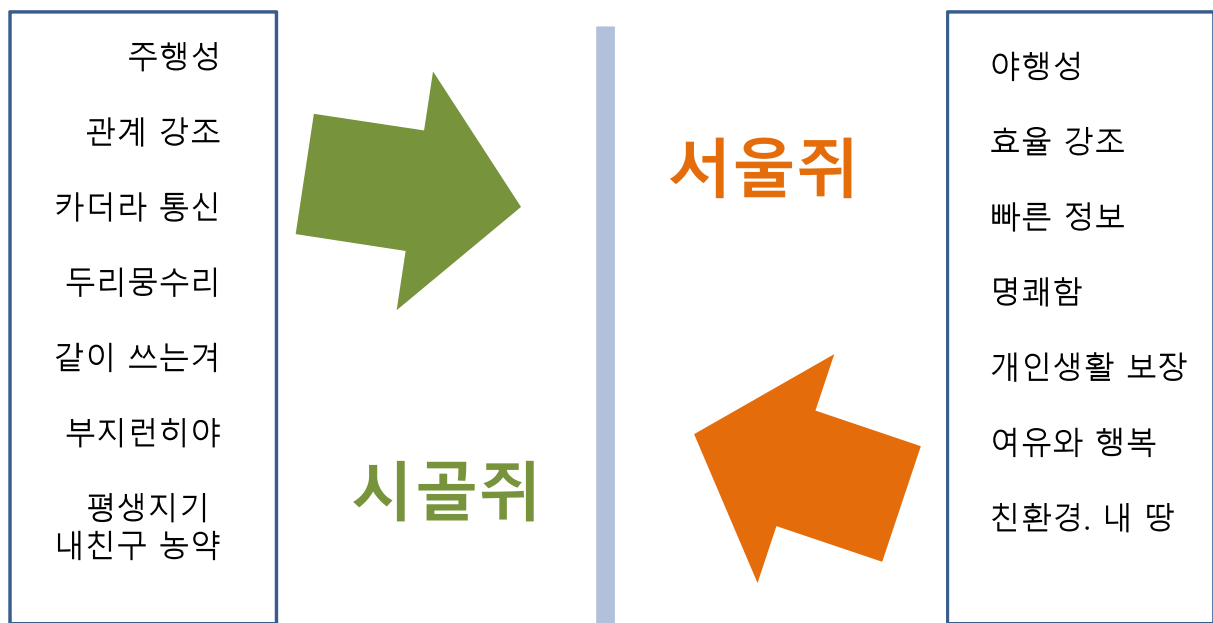 주행성
관계 강조
카더라 통신
두리뭉수리
같이 쓰는겨
부지런히야
평생지기
내친구 농약
시골쥐
서울쥐
야행성
효율 강조
빠른 정보
명쾌함
개인생활 보장
여유와 행복
친환경. 내 땅